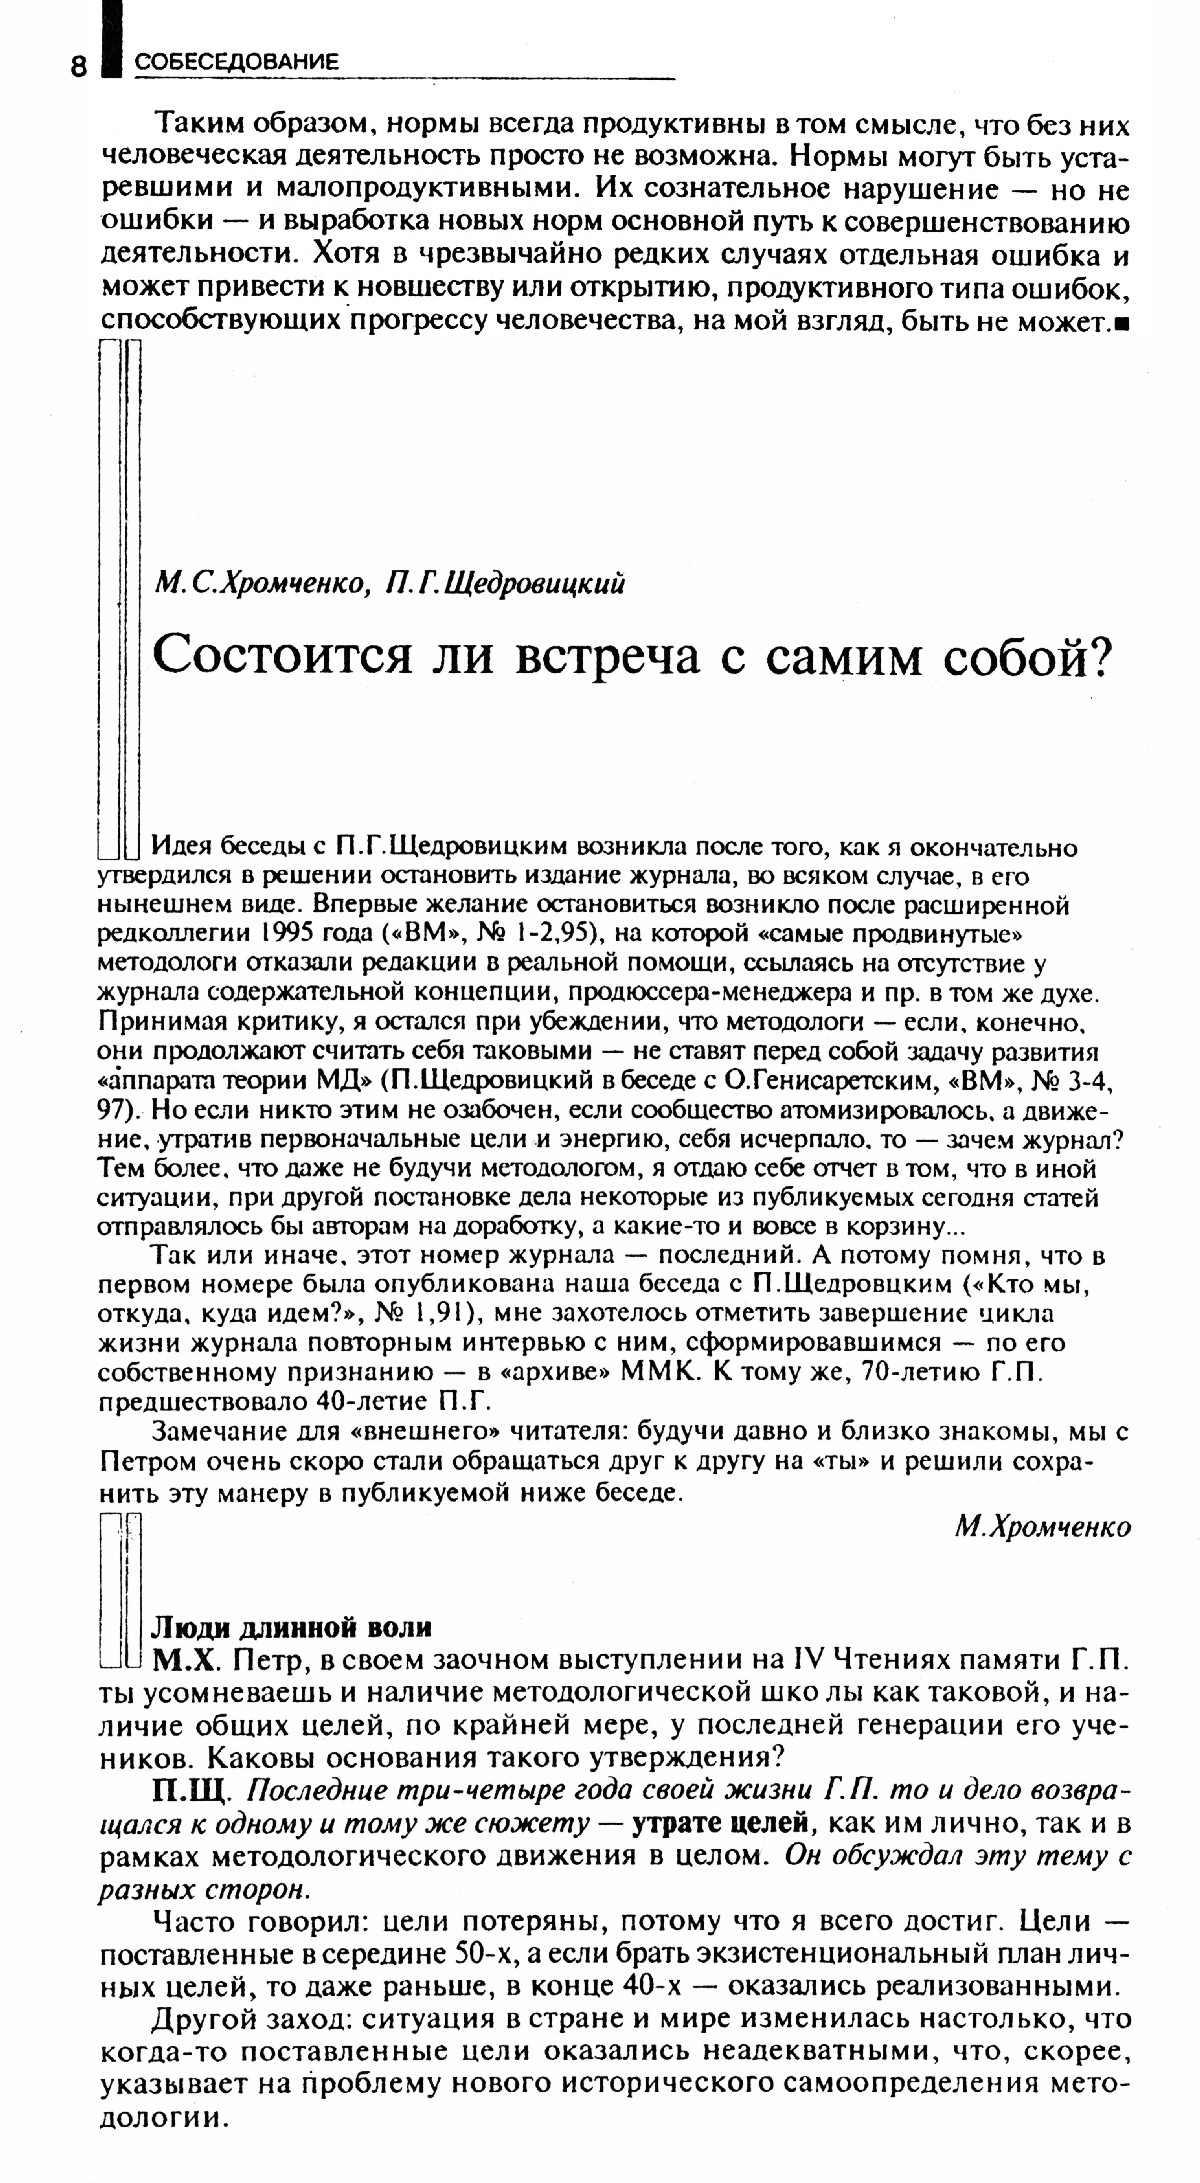 8 СОБЕСЕДОВАНИЕ
Таким образом, нормы всегда продуктивны в том смысле, что без них
человеческая деятельность просто не возможна. Нормы могут быть уста-
ревшими и малопродуктивными. Их сознательное нарушение — но не
ошибки — и выработка новых норм основной путь к совершенствованию
деятельности. Хотя в чрезвычайно редких случаях отдельная ошибка и
может привести к новшеству или открытию, продуктивного типа ошибок,
способствующих прогрессу человечества, на мой взгляд, быть не может.■
М.С.Хромченко, П.Г.Щедровицкий
Состоится ли встреча с самим собой?
Идея беседы с П.Г.Щедровицким возникла после того, как я окончательно
утвердился в решении остановить издание журнала, во всяком случае, в его
нынешнем виде. Впервые желание остановиться возникло после расширенной
редколлегии 1995 года («ВМ», № 1-2,95), на которой «самые продвинутые»
методологи отказали редакции в реальной помощи, ссылаясь на отсутствие у
журнала содержательной концепции, продюссера-менеджера и пр. в том же духе.
Принимая критику, я остался при убеждении, что методологи — если, конечно,
они продолжают считать себя таковыми — не ставят перед собой задачу развития
«аппарата теории МД» (П.Щедровицкий в беседе с О.Генисаретским, «ВМ», № 3-4,
97). Но если никто этим не озабочен, если сообщество атомизировалось, а движе-
ние, утратив первоначальные цели и энергию, себя исчерпало, то — зачем журнал?
Тем более, что даже не будучи методологом, я отдаю себе отчет в том, что в иной
ситуации, при другой постановке дела некоторые из публикуемых сегодня статей
отправлялось бы авторам на доработку, а какие-то и вовсе в корзину...
Так или иначе, этот номер журнала — последний. А потому помня, что в
первом номере была опубликована наша беседа с П.Щедровцким («Кто мы,
откуда, куда идем?», № 1,91), мне захотелось отметить завершение цикла
жизни журнала повторным интервью с ним, сформировавшимся — по его
собственному признанию — в «архиве» ММК. К тому же, 70-летию Г.П.
предшествовало 40-летие П.Г.
Замечание для «внешнего» читателя: будучи давно и близко знакомы, мы с
Петром очень скоро стали обращаться друг к другу на «ты» и решили сохра-
нить эту манеру в публикуемой ниже беседе.
М.Хромченко
Люди длинной воли
М.Х. Петр, в своем заочном выступлении на IV Чтениях памяти Г.П.
ты усомневаешь и наличие методологической шко лы как таковой, и на-
личие общих целей, по крайней мере, у последней генерации его уче-
ников. Каковы основания такого утверждения?
П.Щ. Последние три-четыре года своей жизни Г.П. то и дело возвра-
щался к одному и тому же сюжету — утрате целей, как им лично, так и в
рамках методологического движения в целом. Он обсуждал эту тему с
разных сторон.
Часто говорил: цели потеряны, потому что я всего достиг. Цели —
поставленные в середине 50-х, а если брать экзистенциональный план лич-
ных целей, то даже раньше, в конце 40-х — оказались реализованными.
Другой заход: ситуация в стране и мире изменилась настолько, что
когда-то поставленные цели оказались неадекватными, что, скорее,
указывает на проблему нового исторического самоопределения мето-
дологии.